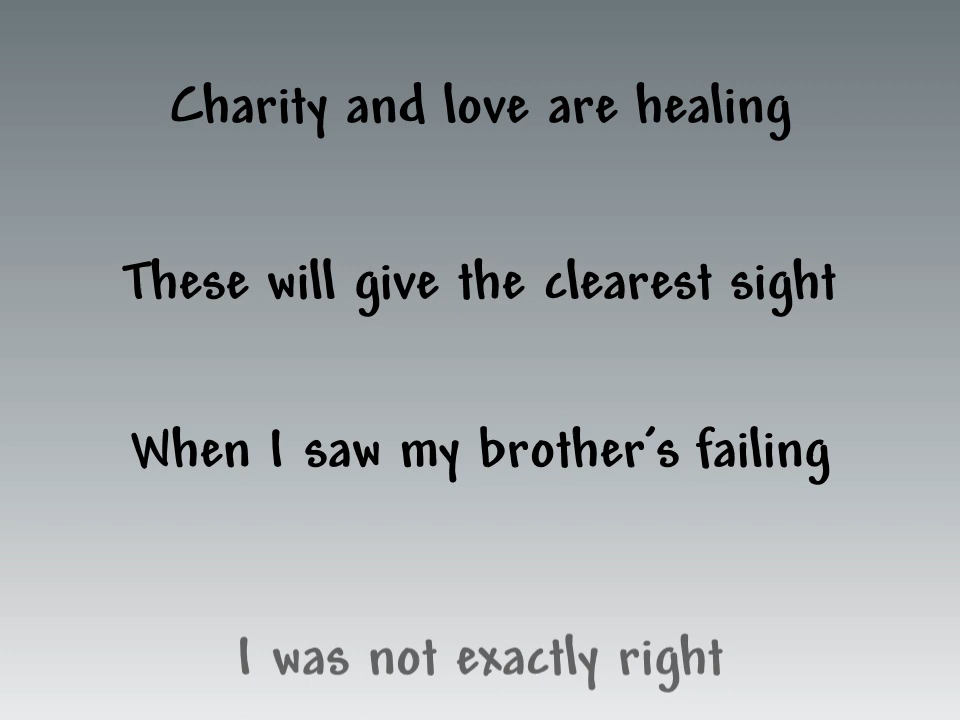 Charity and love are healing
These will give the clearest sight
When I saw my brother's failing
I was not exactly right